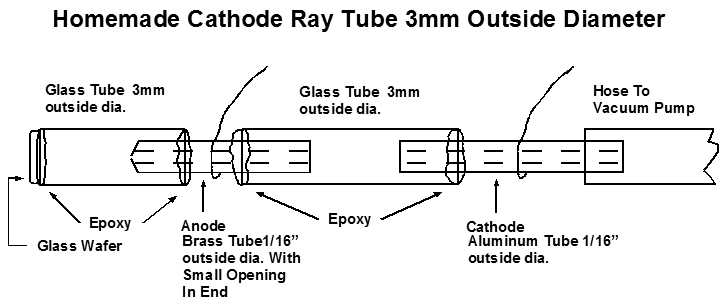 Homemade Cathode Ray Tube 3mm Outside Diameter
Glass Tube 3mm
outside dia.
Glass Tube 3mm
outside dia.
Hose To
Vacuum Pump
Epoxy
Glass Wafer
Anode
Brass Tube1/16”
outside dia. With
Small Opening
In End
Epoxy
Cathode
Aluminum Tube 1/16”
outside dia.